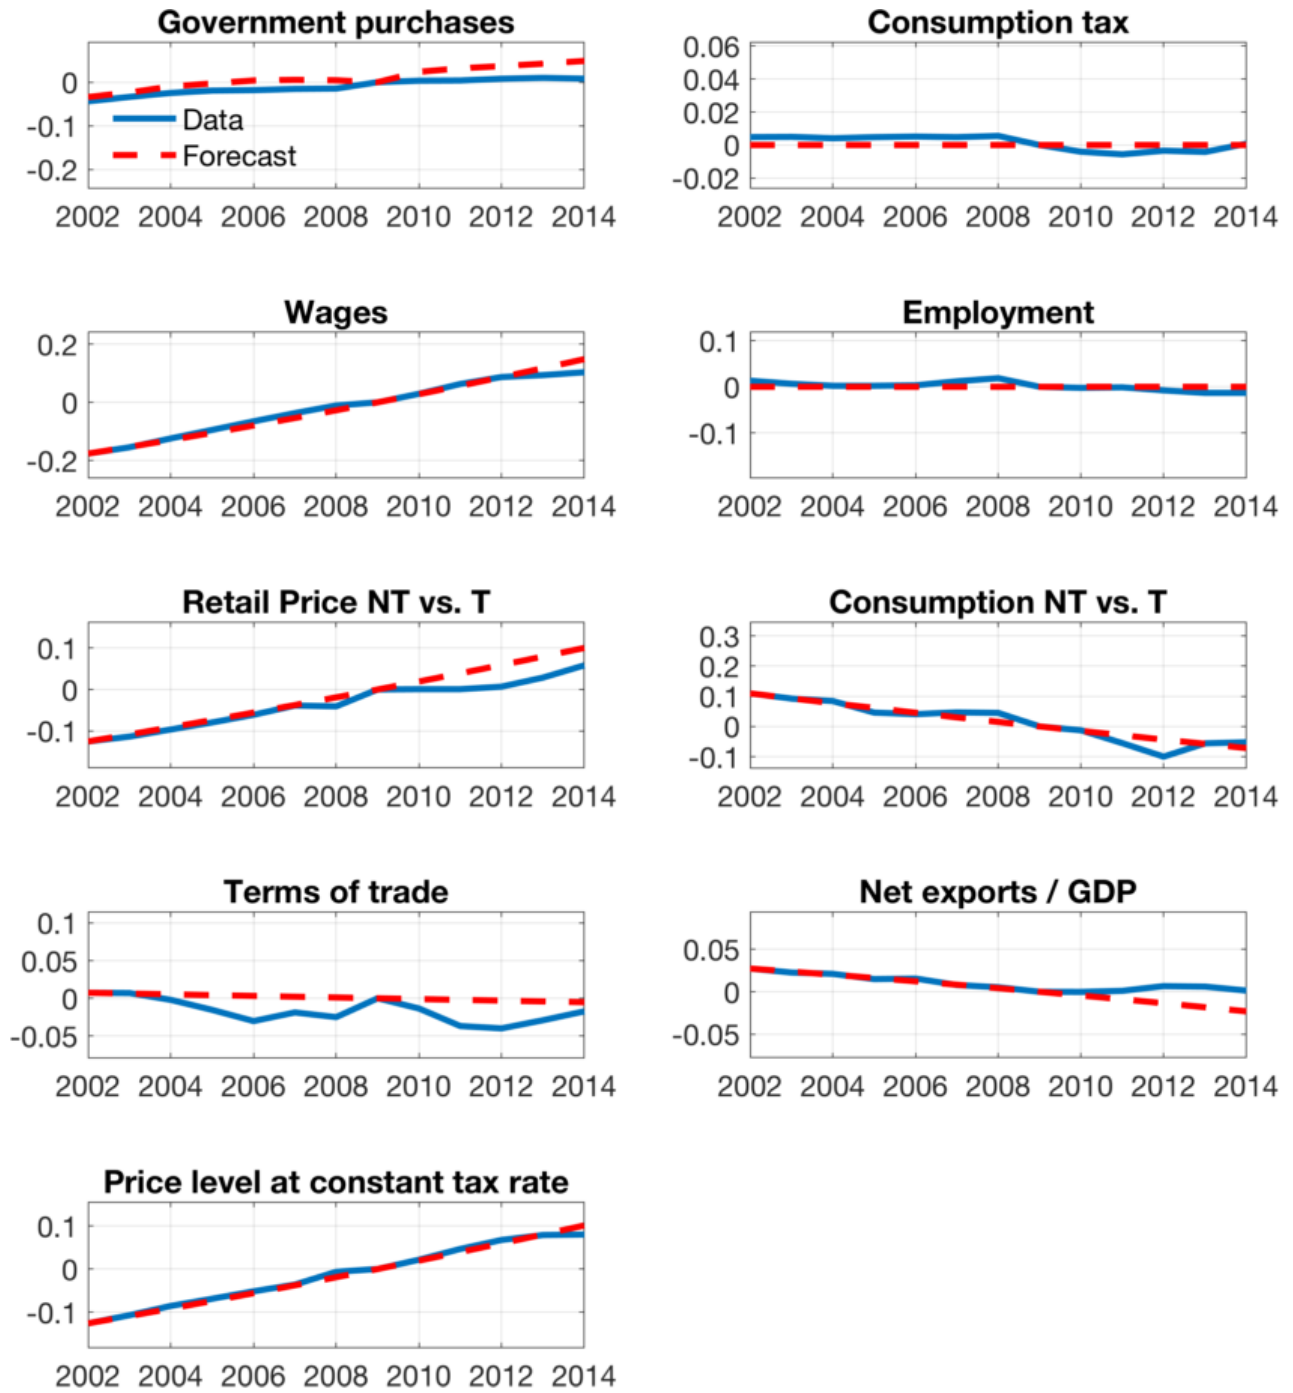 Government purchases
0
-0.1
-0.2
Data
Forecast
2002 2004 2006 2008 2010 2012 2014
Consumption tax
0.06
0.04
0.02
0
-0.02
2002 2004 2006 2008 2010 2012 2014
Wages
0.2
0
-0.2
2002 2004 2006 2008 2010 2012 2014
Employment
0.1
0
-0.1
2002 2004 2006 2008 2010 2012 2014
Retail Price NT vs. T
0.1
0
-0.1
2002 2004 2006 2008 2010 2012 2014
Consumption NT vs. T
0.3
0.2
0.1
0
-0.1
2002 2004 2006 2008 2010 2012 2014
Terms of trade
0.1
0.05
0
-0.05
2002 2004 2006 2008 2010 2012 2014
Net exports / GDP
0.05
0
-0.05
2002 2004 2006 2008 2010 2012 2014
Price level at constant tax rate
0.1
0
-0.1
2002 2004 2006 2008 2010 2012 2014